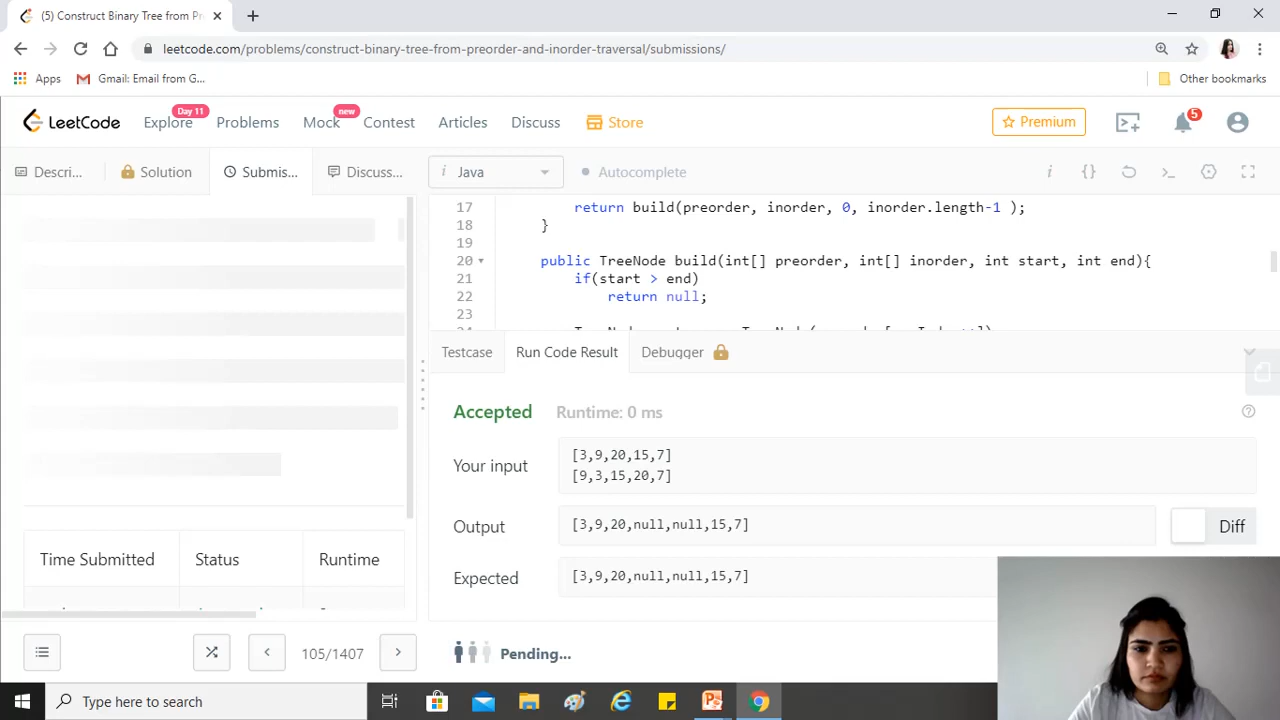 (5) Construct Binary Tree from Pr
leetcode.com/problems/construct-binary-tree-from-preorder-and-inorder-traversal/submissions/
Apps Gmail: Email from G... Other bookmarks
LeetCode Explore Day 11 Problems Mock new Contest Articles Discuss Store Premium 5
Descri... Solution Submis... Discuss... i Java Autocomplete
17 return build(preorder, inorder, 0, inorder.length-1 );
18 }
19
20 public TreeNode build(int[] preorder, int[] inorder, int start, int end){
21 if(start > end)
22 return null;
23
Testcase Run Code Result Debugger
Accepted Runtime: 0 ms
Your input
[3,9,20,15,7]
[9,3,15,20,7]
Output [3,9,20,null,null,15,7] Diff
Expected [3,9,20,null,null,15,7]
Time Submitted Status Runtime
105/1407 Pending...
Type here to search